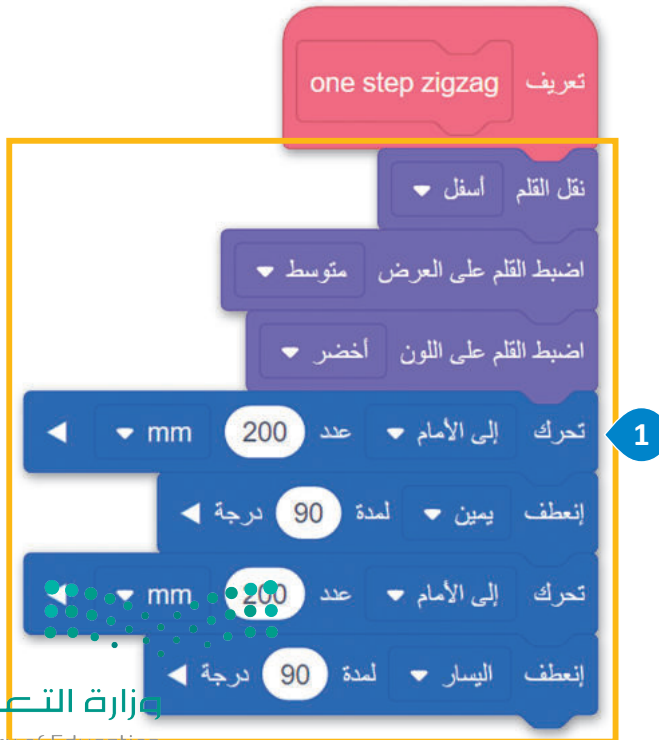 تعريف one step zigzag
نقل القلم أسفل
اضبط القلم على العرض متوسط
اضبط القلم على اللون أخضر
تحرك إلى الأمام عدد 200 mm
1
إنعطف يمين لمدة 90 درجة
تحرك إلى الأمام عدد 200 mm
إنعطف اليسار لمدة 90 درجة
وزارة